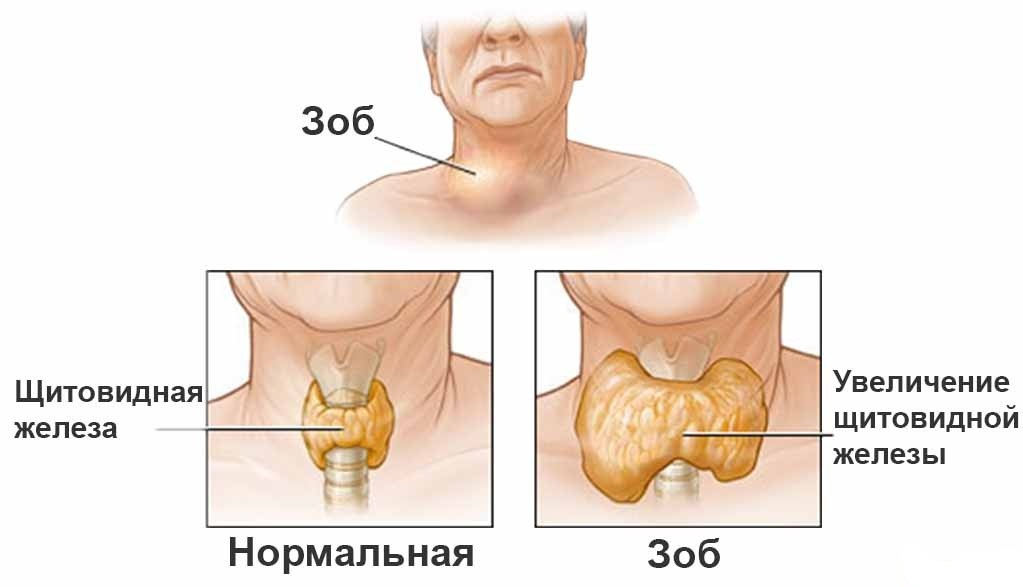 Зоб
Щитовидная
железа
Увеличение
щитовидной
железы
Нормальная
Зоб